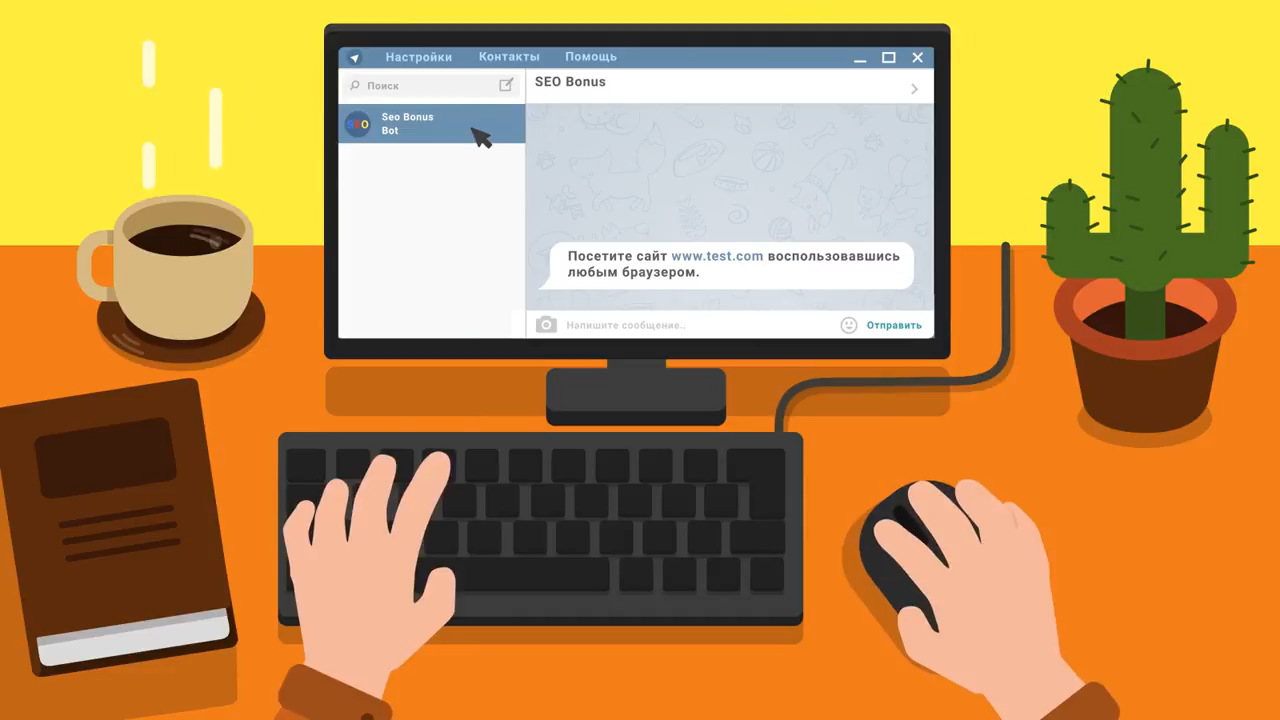 Настройки Контакты Помощь
Поиск
SEO Bonus
SEO
Seo Bonus
Bot
Посетите сайт www.test.com воспользовавшись
любым браузером.
Напишите сообщение..
Отправить